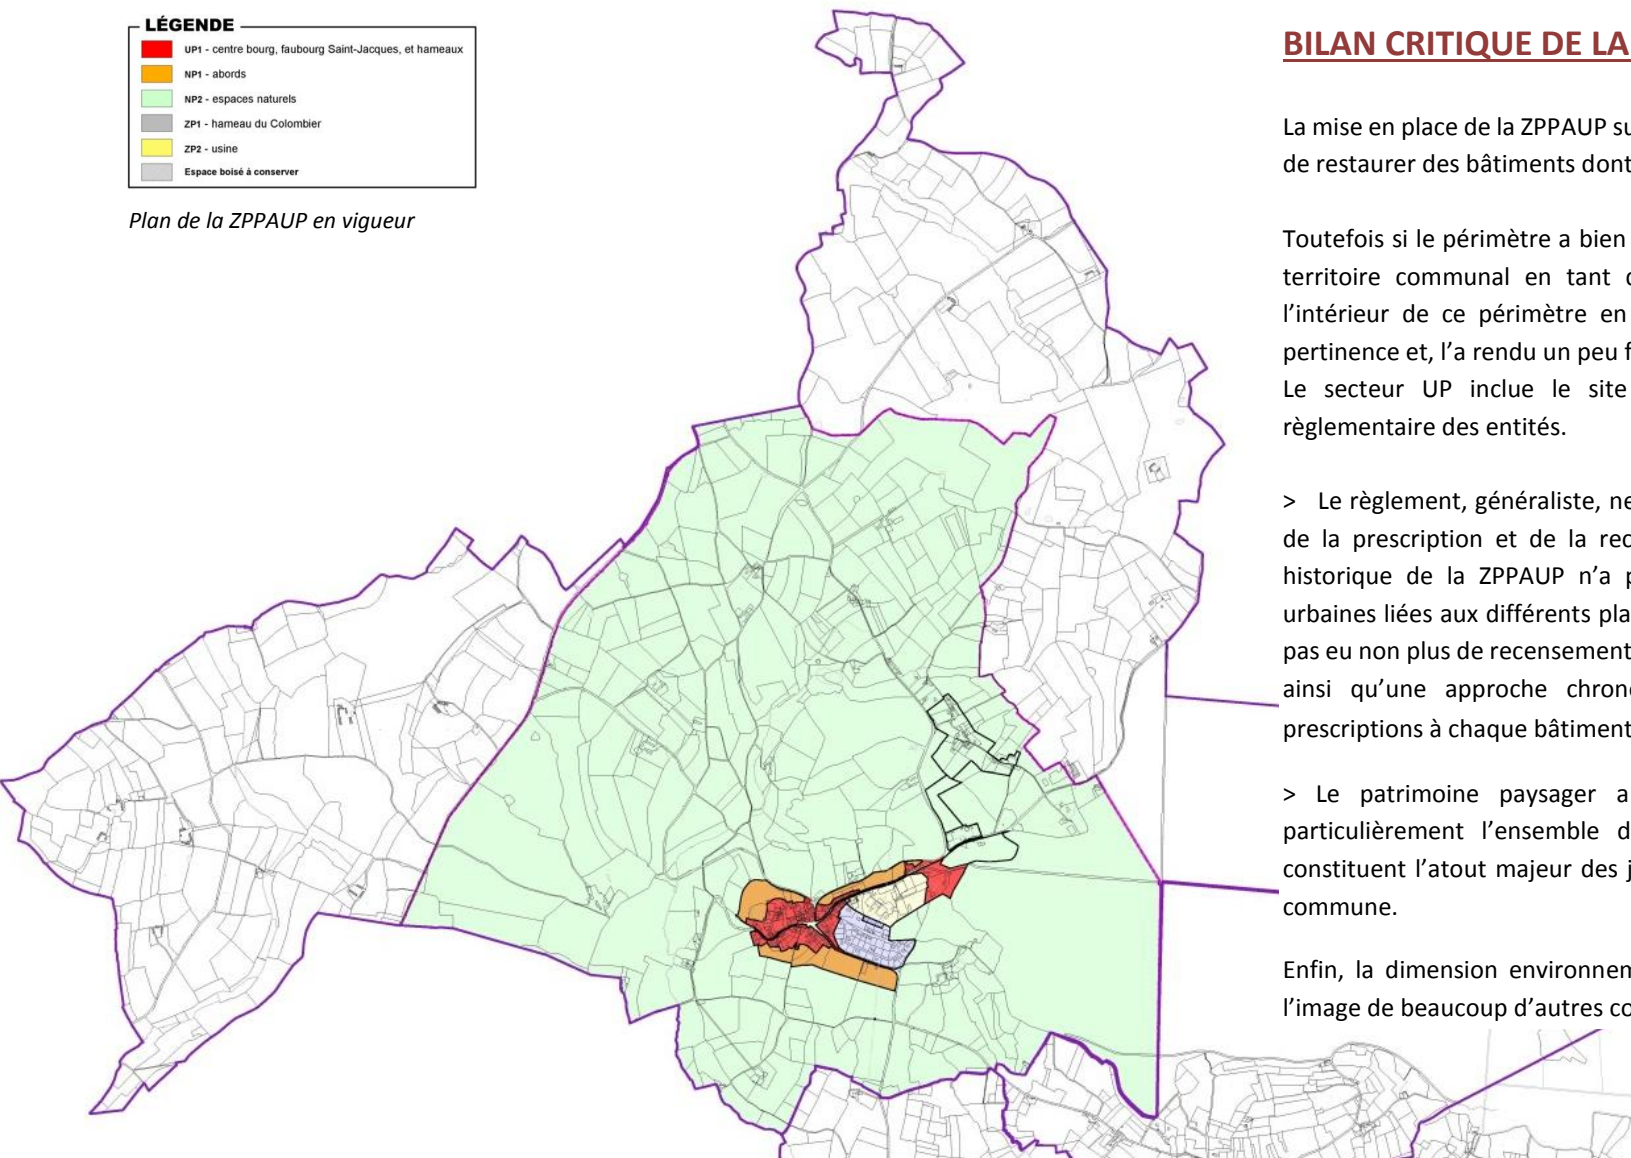 LÉGENDE
UP1 - centre bourg, faubourg Saint-Jacques, et hameaux
NP1 - abords
NP2 - espaces naturels
ZP1 - hameau du Colombier
ZP2 - usine
Espace boisé à conserver
Plan de la ZPPAUP en vigueur
BILAN CRITIQUE DE LA
La mise en place de la ZPPAUP su
de restaurer des bâtiments dont
Toutefois si le périmètre a bien
territoire communal en tant
l’intérieur de ce périmètre en
pertinence et, l’a rendu un peu f
Le secteur UP inclue le site
règlementaire des entités.
> Le règlement, généraliste, ne
de la prescription et de la rec
historique de la ZPPAUP n’a p
urbaines liées aux différents pla
pas eu non plus de recensement
ainsi qu’une approche chrono
prescriptions à chaque bâtiment
> Le patrimoine paysager a
particulièrement l’ensemble d
constituent l’atout majeur des j
commune.
Enfin, la dimension environnem
l’image de beaucoup d’autres co